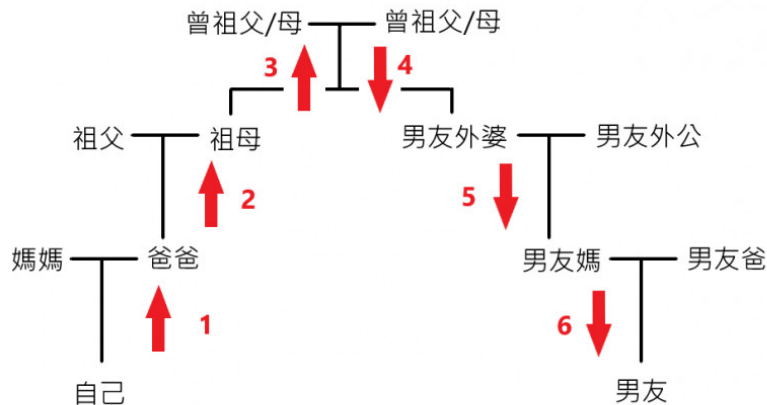 曾祖父/母 曾祖父/母
3 4
祖父 祖母 男友外婆 男友外公
2 5
媽媽 爸爸 男友媽 男友爸
1 6
自己 男友